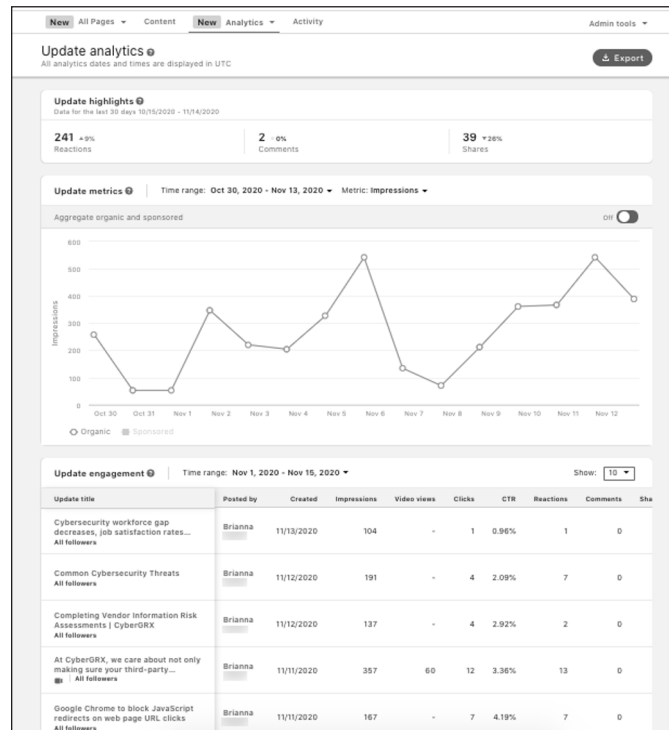 New All Pages Content New Analytics Activity Admin tools
Update analytics
All analytics dates and times are displayed in UTC
Export
Update highlights
Data for the last 30 days 10/15/2020 - 11/14/2020
241 9% 2 0% 39 26%
Reactions Comments Shares
Update metrics Time range: Oct 30, 2020 - Nov 13, 2020 Metric: Impressions
Aggregate organic and sponsored Off
600
500
400
300
200
100
0
Impressions
Oct 30 Oct 31 Nov 1 Nov 2 Nov 3 Nov 4 Nov 5 Nov 6 Nov 7 Nov 8 Nov 9 Nov 10 Nov 11 Nov 12
Organic Sponsored
Update engagement Time range: Nov 1, 2020 - Nov 15, 2020 Show: 10
Update title Posted by Created Impressions Video views Clicks CTR Reactions Comments Sha
Cybersecurity workforce gap
decreases, job satisfaction rates...
All followers
Brianna 11/13/2020 104 - 1 0.96% 1 0
Common Cybersecurity Threats
All followers
Brianna 11/12/2020 191 - 4 2.09% 7 0
Completing Vendor Information Risk
Assessments | CyberGRX
All followers
Brianna 11/12/2020 137 - 4 2.92% 2 0
At CyberGRX, we care about not only
making sure your third-party...
All followers
Brianna 11/11/2020 357 60 12 3.36% 13 0
Google Chrome to block JavaScript
redirects on web page URL clicks
All followers
Brianna 11/11/2020 167 - 7 4.19% 7 0